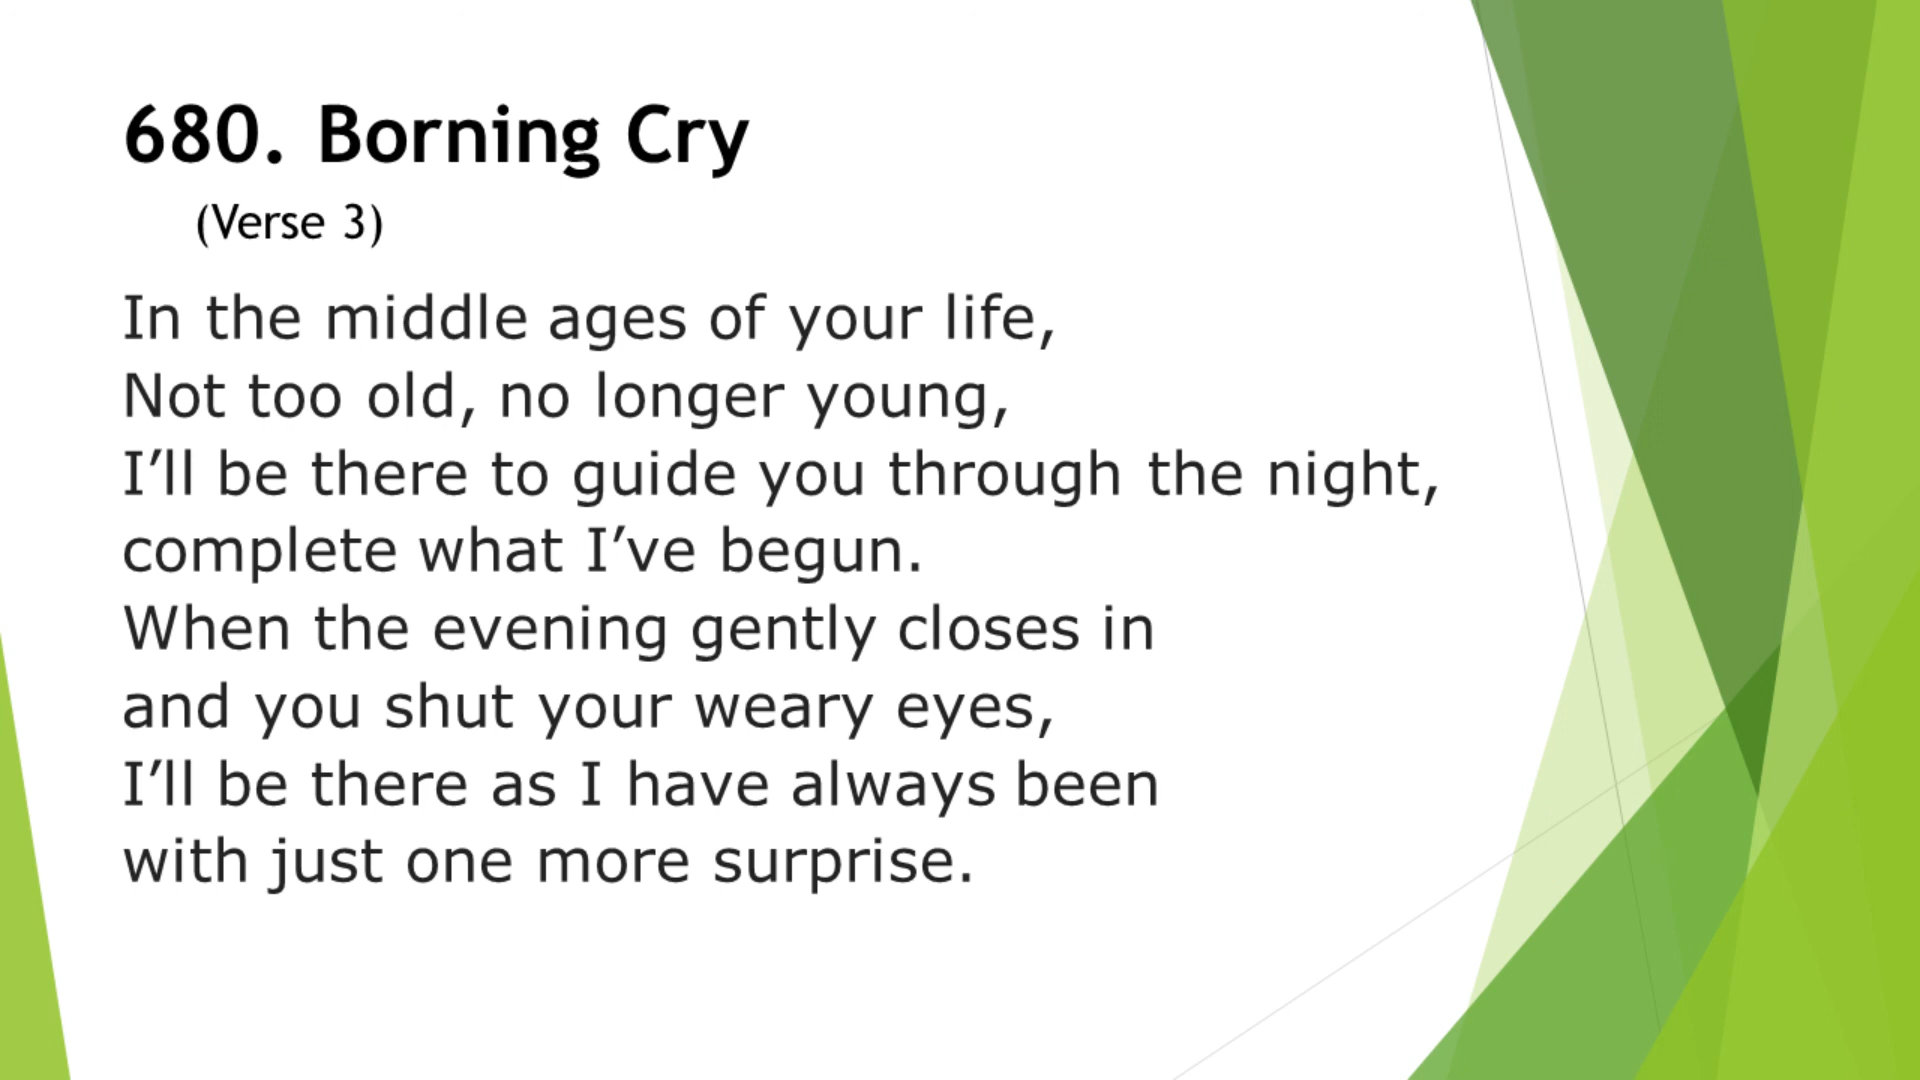 680. Borning Cry
(Verse 3)
In the middle ages of your life,
Not too old, no longer young,
I’ll be there to guide you through the night,
complete what I’ve begun.
When the evening gently closes in
and you shut your weary eyes,
I’ll be there as I have always been
with just one more surprise.